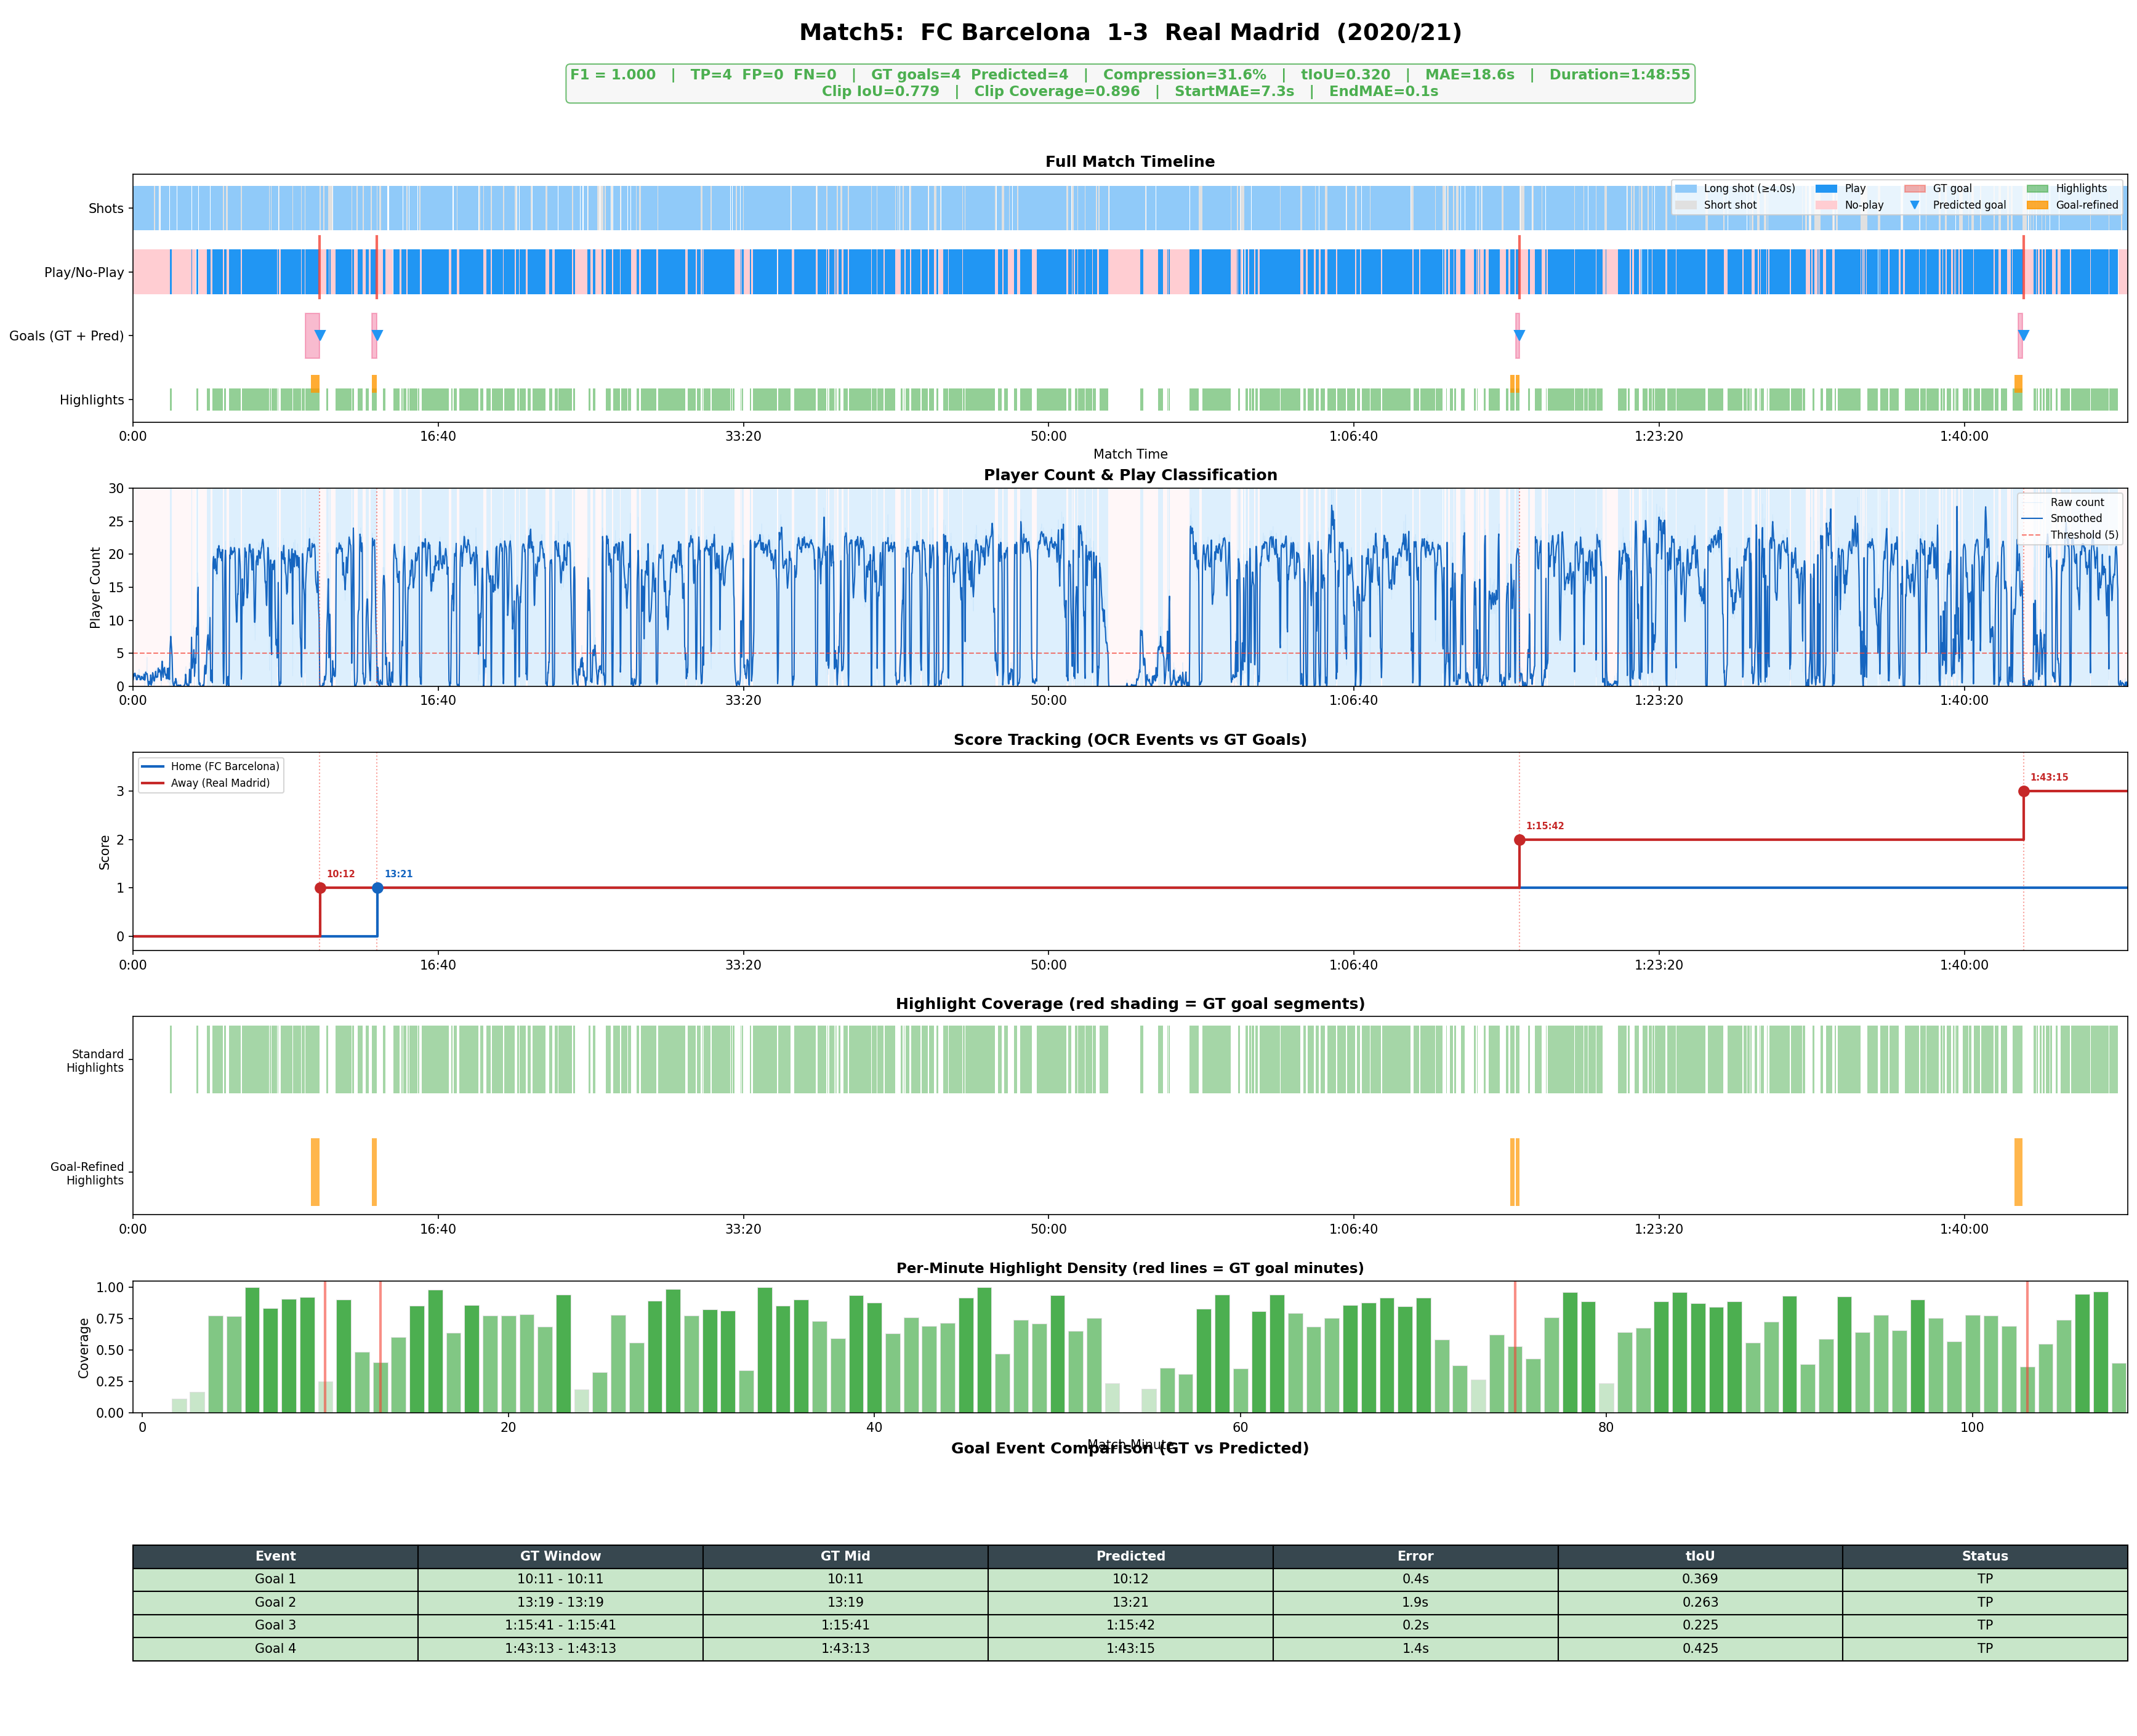 Match5: FC Barcelona 1-3 Real Madrid (2020/21)
F1 = 1.000 | TP=4 FP=0 FN=0 | GT goals=4 Predicted=4 | Compression=31.6% | tIoU=0.320 | MAE=18.6s | Duration=1:48:55
Clip IoU=0.779 | Clip Coverage=0.896 | StartMAE=7.3s | EndMAE=0.1s
Full Match Timeline
Long shot (≥4.0s) Play GT goal Highlights
Short shot No-play Predicted goal Goal-refined
Shots
Play/No-Play
Goals (GT + Pred)
Highlights
0:00 16:40 33:20 50:00 1:06:40 1:23:20 1:40:00
Match Time
Player Count & Play Classification
Raw count
Smoothed
Threshold (5)
Player Count
30
25
20
15
10
5
0
0:00 16:40 33:20 50:00 1:06:40 1:23:20 1:40:00
Score Tracking (OCR Events vs GT Goals)
Home (FC Barcelona)
Away (Real Madrid)
Score
3
2
1
0
10:12
13:21
1:15:42
1:43:15
0:00 16:40 33:20 50:00 1:06:40 1:23:20 1:40:00
Highlight Coverage (red shading = GT goal segments)
Standard
Highlights
Goal-Refined
Highlights
0:00 16:40 33:20 50:00 1:06:40 1:23:20 1:40:00
Per-Minute Highlight Density (red lines = GT goal minutes)
Coverage
1.00
0.75
0.50
0.25
0.00
0 20 40 60 80 100
Match Minute
Goal Event Comparison (GT vs Predicted)
Event GT Window GT Mid Predicted Error tIoU Status
Goal 1 10:11 - 10:11 10:11 10:12 0.4s 0.369 TP
Goal 2 13:19 - 13:19 13:19 13:21 1.9s 0.263 TP
Goal 3 1:15:41 - 1:15:41 1:15:41 1:15:42 0.2s 0.225 TP
Goal 4 1:43:13 - 1:43:13 1:43:13 1:43:15 1.4s 0.425 TP